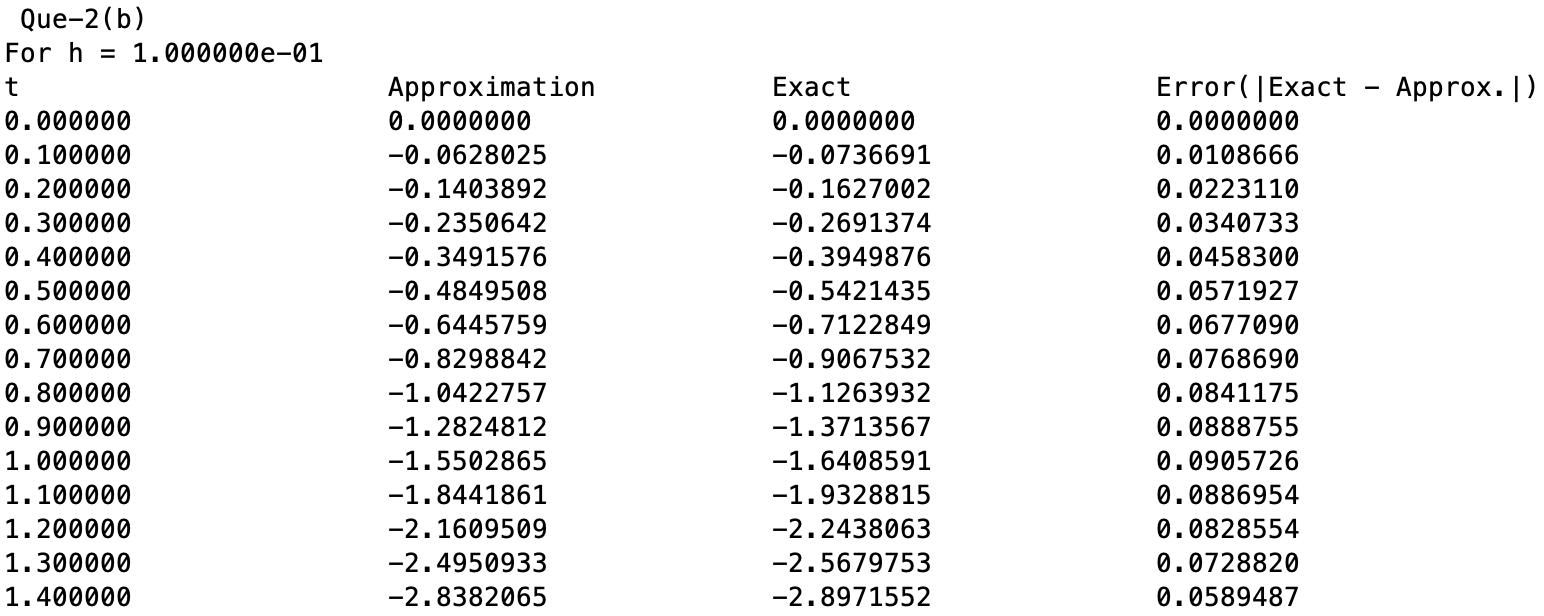 Que-2(b)
For h = 1.000000e-01
t Approximation Exact Error(|Exact - Approx.|)
0.000000 0.0000000 0.0000000 0.0000000
0.100000 -0.0628025 -0.0736691 0.0108666
0.200000 -0.1403892 -0.1627002 0.0223110
0.300000 -0.2350642 -0.2691374 0.0340733
0.400000 -0.3491576 -0.3949876 0.0458300
0.500000 -0.4849508 -0.5421435 0.0571927
0.600000 -0.6445759 -0.7122849 0.0677090
0.700000 -0.8298842 -0.9067532 0.0768690
0.800000 -1.0422757 -1.1263932 0.0841175
0.900000 -1.2824812 -1.3713567 0.0888755
1.000000 -1.5502865 -1.6408591 0.0905726
1.100000 -1.8441861 -1.9328815 0.0886954
1.200000 -2.1609509 -2.2438063 0.0828554
1.300000 -2.4950933 -2.5679753 0.0728820
1.400000 -2.8382065 -2.8971552 0.0589487